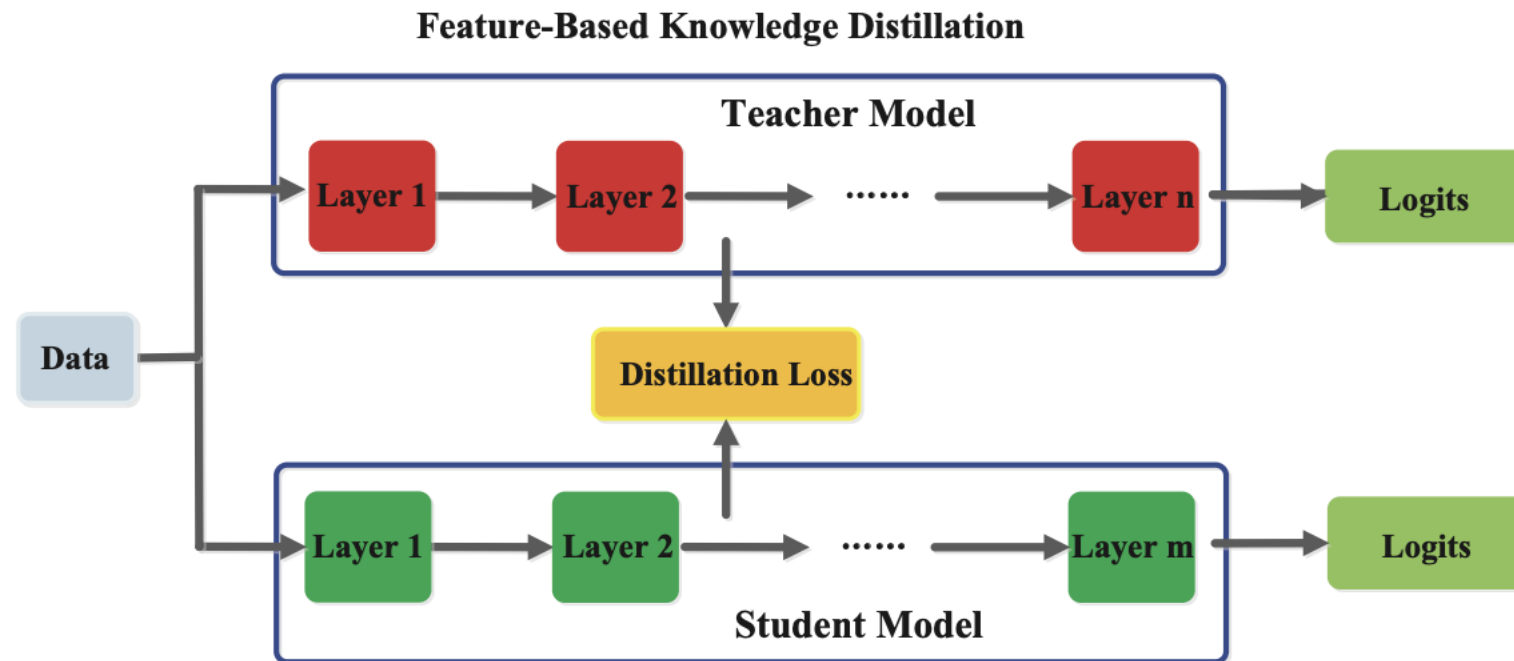 Feature-Based Knowledge Distillation
Teacher Model
Layer 1
Layer 2
......
Layer n
Logits
Data
Distillation Loss
Layer 1
Layer 2
......
Layer m
Logits
Student Model